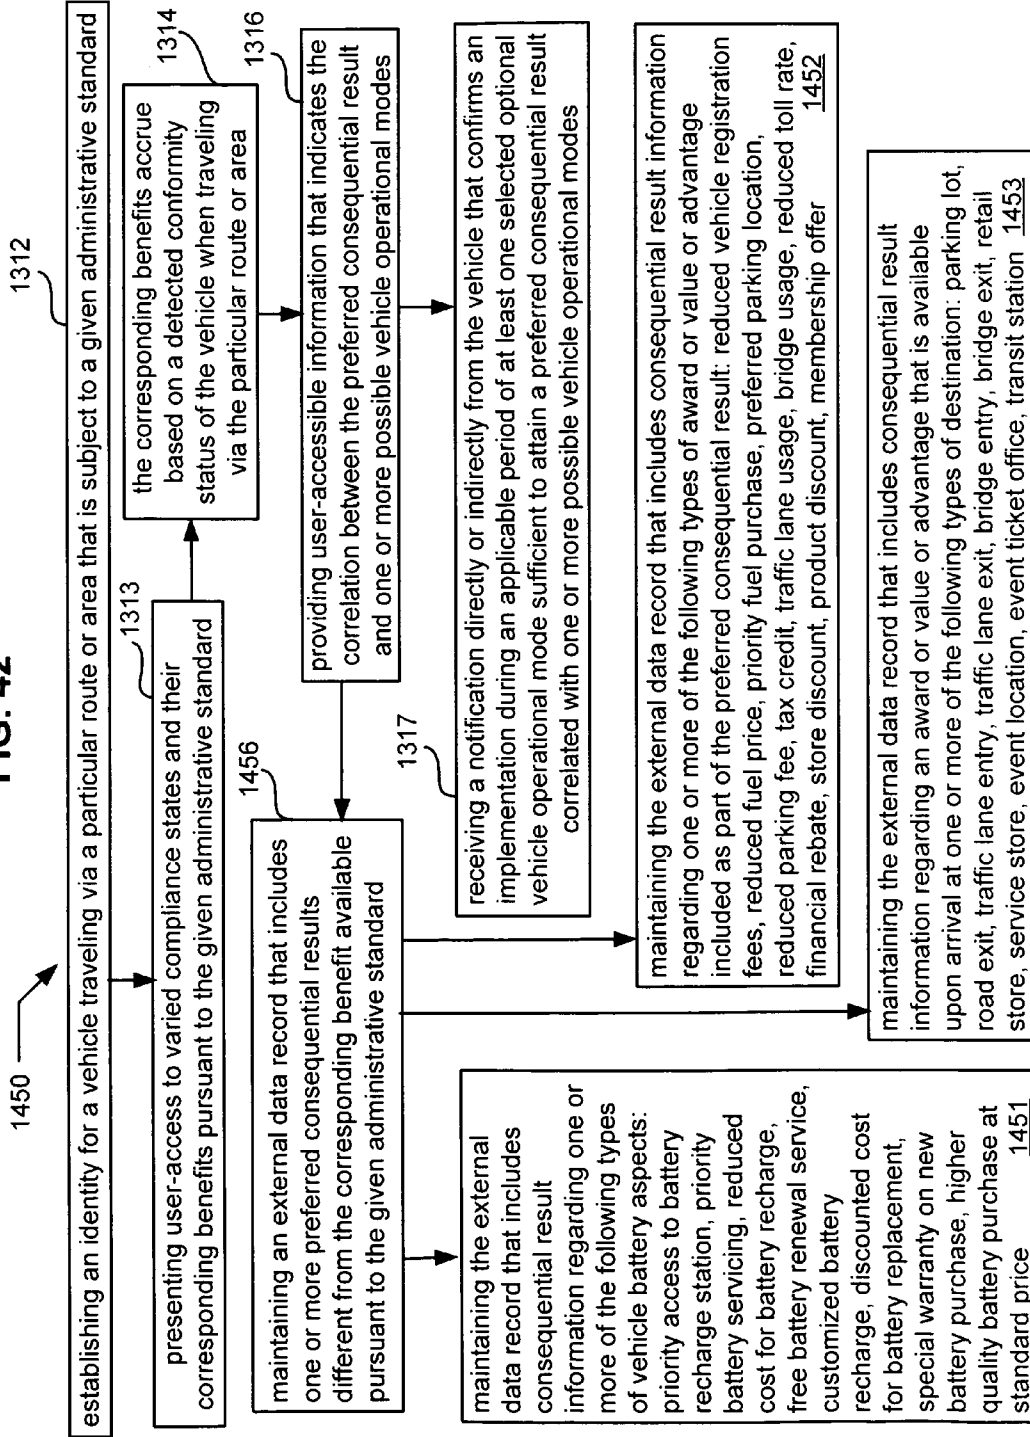 FIG. 42
1450
1312
establishing an identity for a vehicle traveling via a particular route or area that is subject to a given administrative standard
1313
presenting user-access to varied compliance states and their
corresponding benefits pursuant to the given administrative standard
1314
the corresponding benefits accrue
based on a detected conformity
status of the vehicle when traveling
via the particular route or area
1316
providing user-accessible information that indicates the
correlation between the preferred consequential result
and one or more possible vehicle operational modes
1456
maintaining an external data record that includes
one or more preferred consequential results
different from the corresponding benefit available
pursuant to the given administrative standard
1317
receiving a notification directly or indirectly from the vehicle that confirms an
implementation during an applicable period of at least one selected optional
vehicle operational mode sufficient to attain a preferred consequential result
correlated with one or more possible vehicle operational modes
maintaining the external
data record that includes
consequential result
information regarding one or
more of the following types
of vehicle battery aspects:
priority access to battery
recharge station, priority
battery servicing, reduced
cost for battery recharge,
free battery renewal service,
customized battery
recharge, discounted cost
for battery replacement,
special warranty on new
battery purchase, higher
quality battery purchase at
standard price 1451
maintaining the external data record that includes consequential result information
regarding one or more of the following types of award or value or advantage
included as part of the preferred consequential result: reduced vehicle registration
fees, reduced fuel price, priority fuel purchase, preferred parking location,
reduced parking fee, tax credit, traffic lane usage, bridge usage, reduced toll rate,
financial rebate, store discount, product discount, membership offer 1452
maintaining the external data record that includes consequential result
information regarding an award or value or advantage that is available
upon arrival at one or more of the following types of destination: parking lot,
road exit, traffic lane entry, traffic lane exit, bridge entry, bridge exit, retail
store, service store, event location, event ticket office, transit station 1453